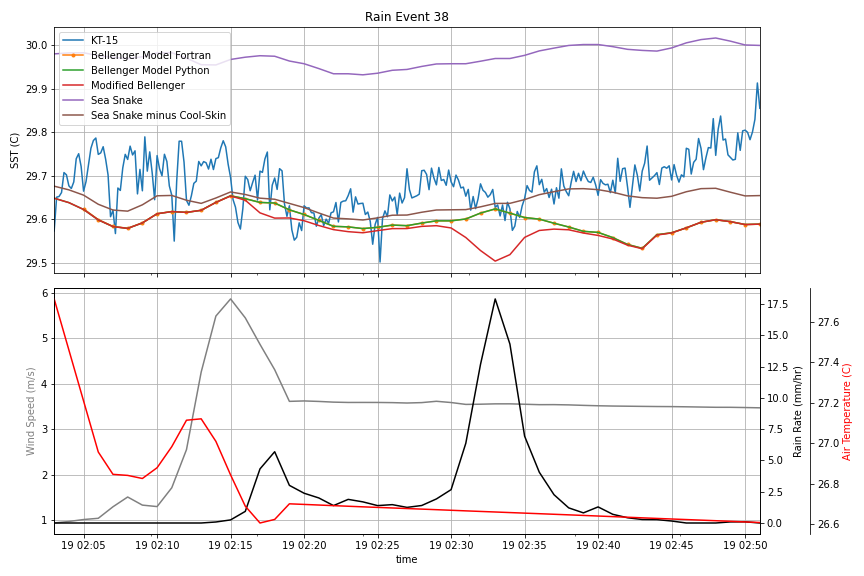 Rain Event 38
SST (C)
30.0
29.9
29.8
29.7
29.6
29.5
KT-15
Bellenger Model Fortran
Bellenger Model Python
Modified Bellenger
Sea Snake
Sea Snake minus Cool-Skin
Wind Speed (m/s)
6
5
4
3
2
1
17.5
15.0
12.5
10.0
7.5
5.0
2.5
0.0
Rain Rate (mm/hr)
27.6
27.4
27.2
27.0
26.8
26.6
Air Temperature (C)
19 02:05 19 02:10 19 02:15 19 02:20 19 02:25 19 02:30 19 02:35 19 02:40 19 02:45 19 02:50
time